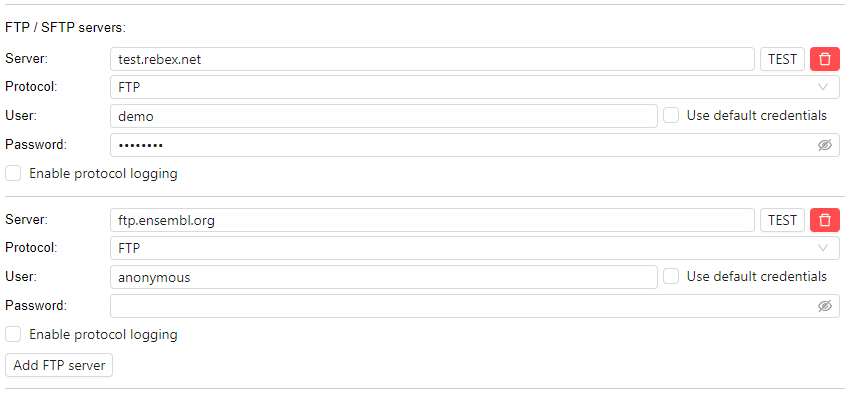 FTP / SFTP servers:
Server: test.rebex.net TEST
Protocol: FTP
User: demo Use default credentials
Password: ••••••••
Enable protocol logging
Server: ftp.ensembl.org TEST
Protocol: FTP
User: anonymous Use default credentials
Password:
Enable protocol logging
Add FTP server